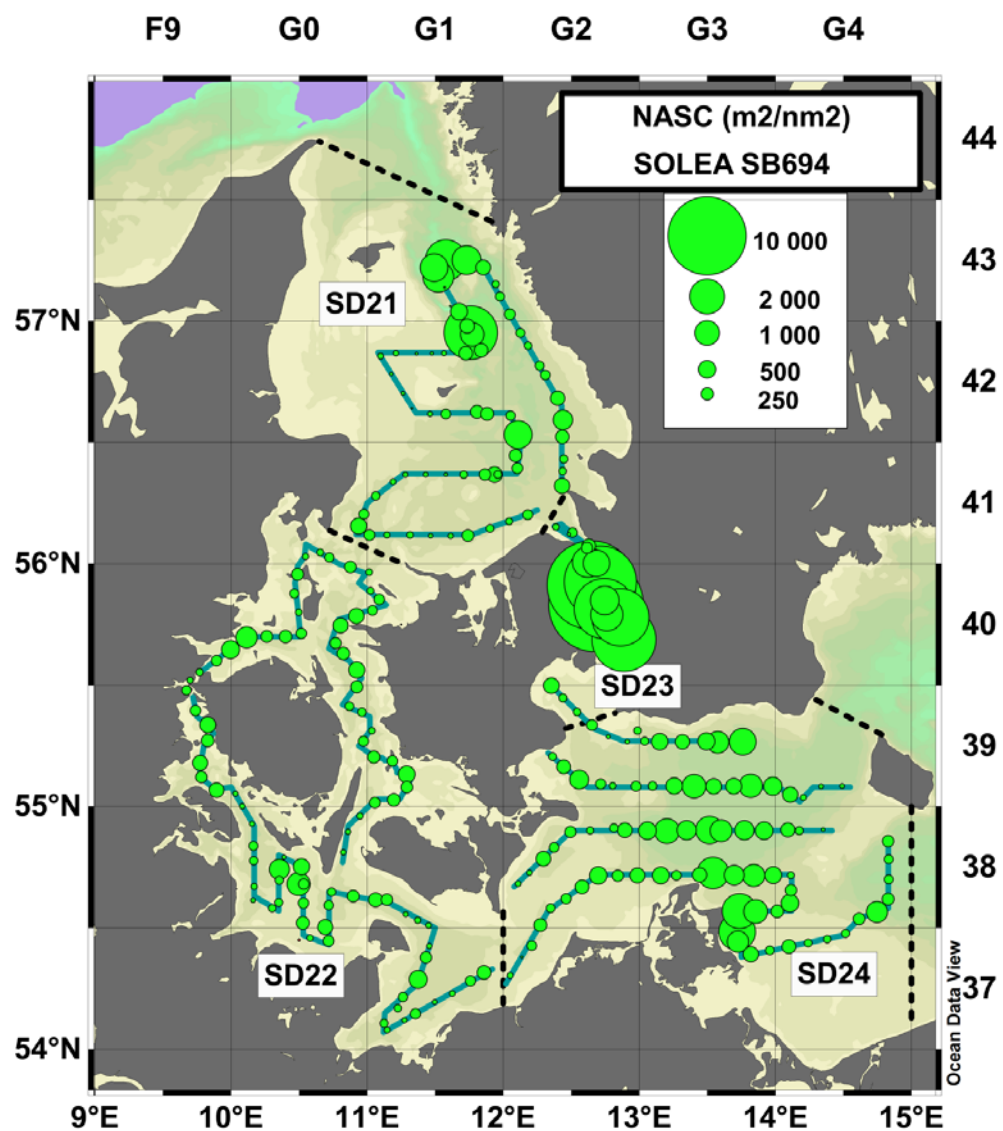 F9 G0 G1 G2 G3 G4
NASC (m2/nm2)
SOLEA SB694
10 000
2 000
1 000
500
250
44
43
42
41
40
39
38
37
SD21
SD23
SD22
SD24
57°N
56°N
55°N
54°N
9°E 10°E 11°E 12°E 13°E 14°E 15°E
Ocean Data View